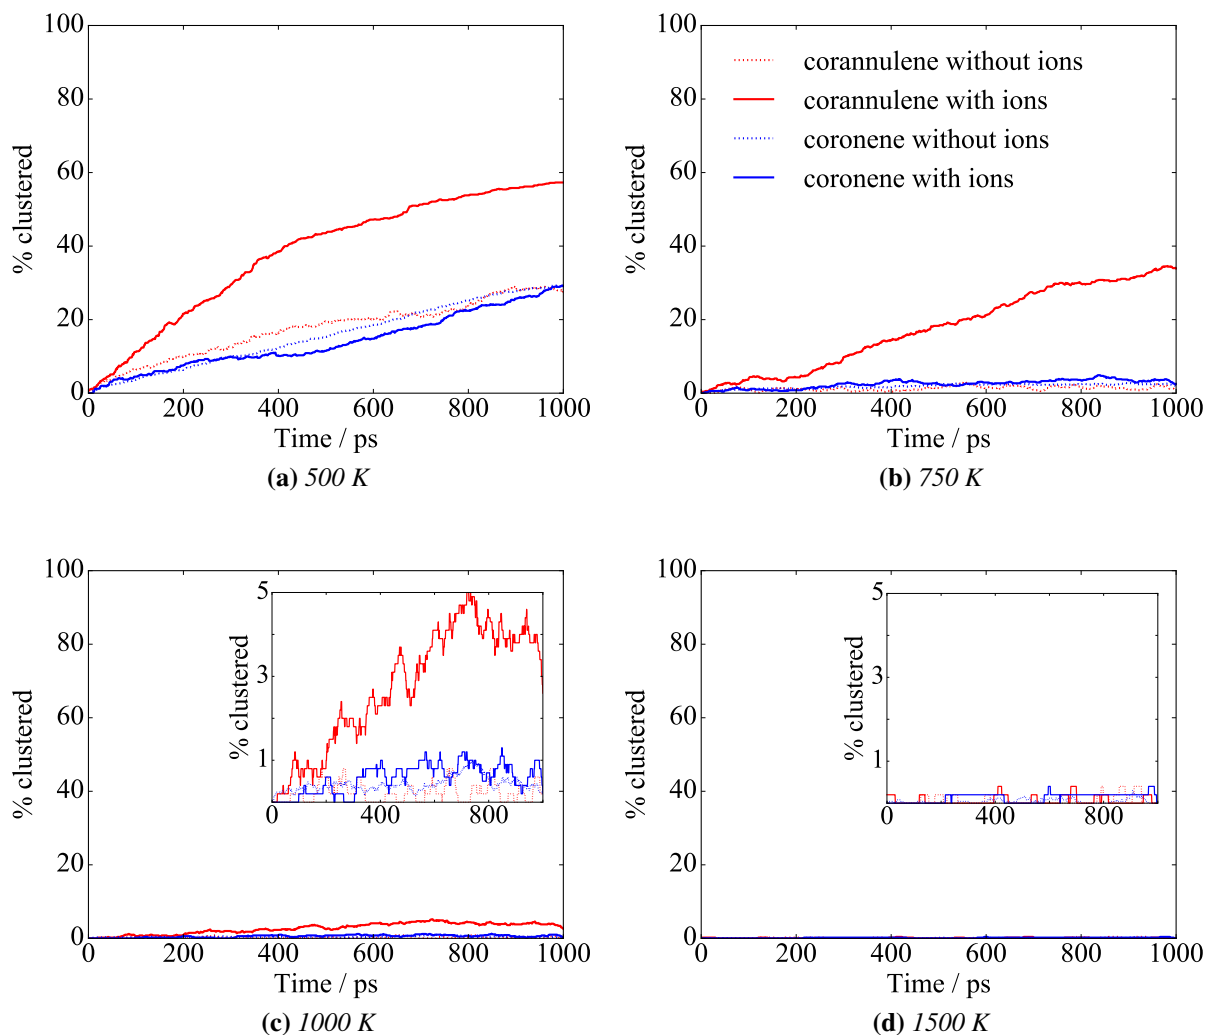 100
80
60
40
20
0
% clustered
0 200 400 600 800 1000
Time / ps
(a) 500 K
100
80
60
40
20
0
% clustered
corannulene without ions
corannulene with ions
coronene without ions
coronene with ions
0 200 400 600 800 1000
Time / ps
(b) 750 K
100
80
60
40
20
0
% clustered
5
3
1
% clustered
0 400 800
0 200 400 600 800 1000
Time / ps
(c) 1000 K
100
80
60
40
20
0
% clustered
5
3
1
% clustered
0 400 800
0 200 400 600 800 1000
Time / ps
(d) 1500 K